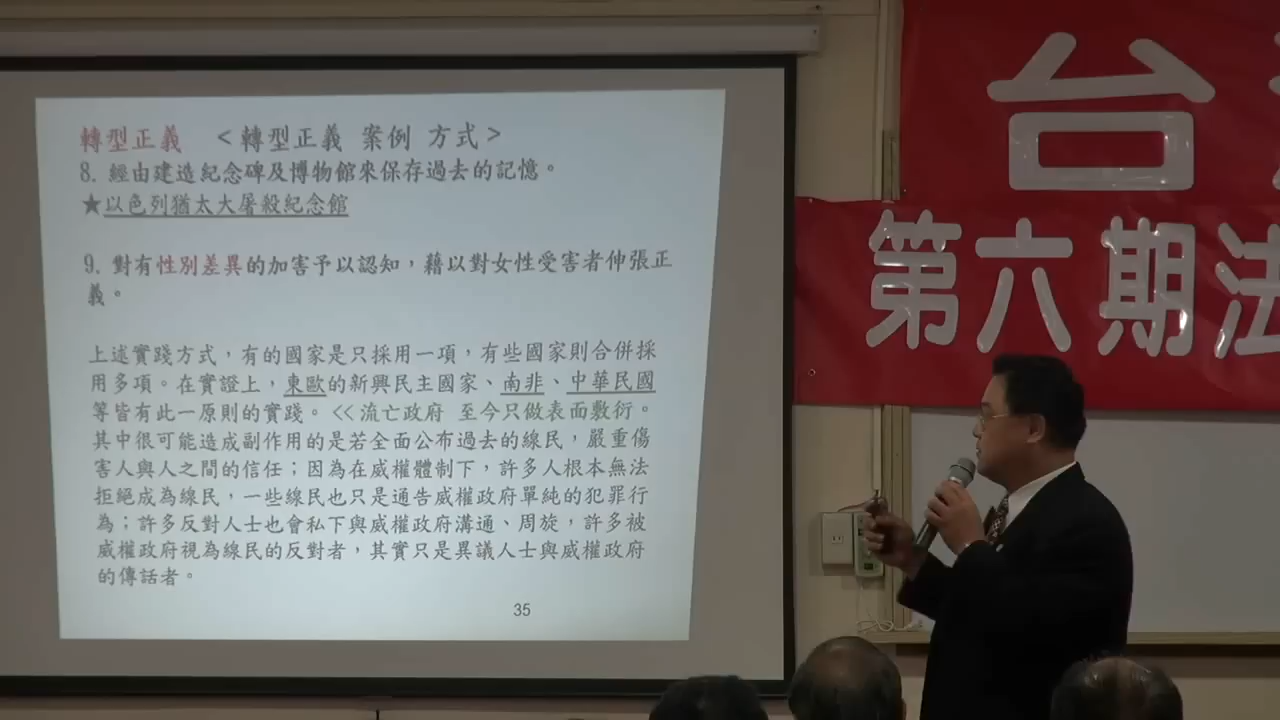 轉型正義 <轉型正義 案例 方式>
8. 經由建造紀念碑及博物館來保存過去的記憶。
★以色列猶太大屠殺紀念館
9. 對有性別差異的加害予以認知，藉以對女性受害者伸張正
義。
上述實踐方式，有的國家是只採用一項，有些國家則合併採
用多項。在實證上，東歐的新興民主國家、南非、中華民國
等皆有此一原則的實踐。<<流亡政府 至今只做表面敷衍。
其中很可能造成副作用的是若全面公布過去的線民，嚴重傷
害人與人之間的信任；因為在威權體制下，許多人根本無法
拒絕成為線民，一些線民也只是通告威權政府單純的犯罪行
為；許多反對人士也會私下與威權政府溝通、周旋，許多被
威權政府視為線民的反對者，其實只是異議人士與威權政府
的傳話者。
35
台
第六期法